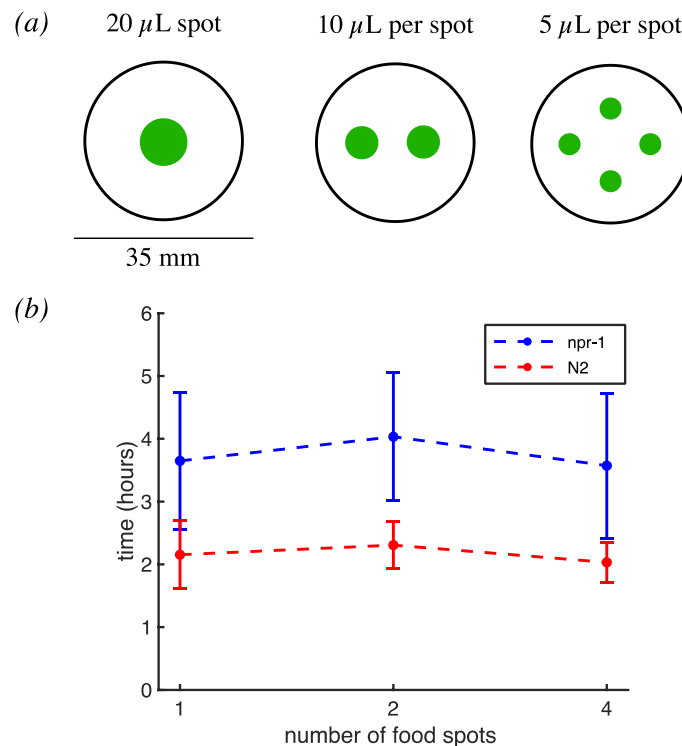 (a) 20 µL spot 10 µL per spot 5 µL per spot
35 mm
(b)
6
5
4
3
2
1
0
time (hours)
npr-1
N2
1 2 4
number of food spots